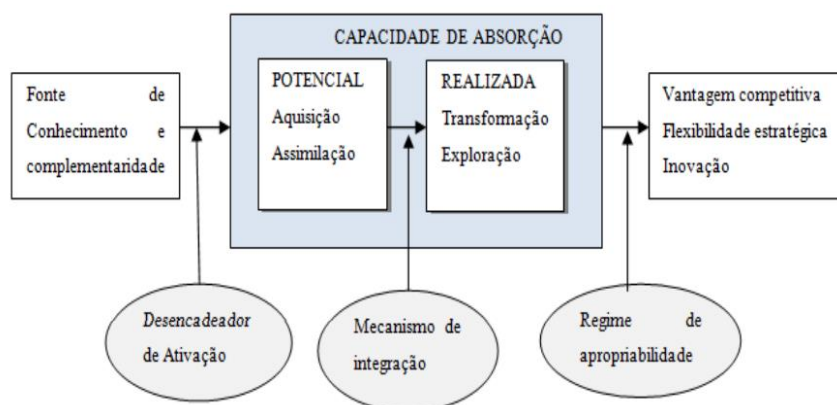 CAPACIDADE DE ABSORÇÃO
Fonte de
Conhecimento e
complementaridade
POTENCIAL
Aquisição
Assimilação
REALIZADA
Transformação
Exploração
Vantagem competitiva
Flexibilidade estratégica
Inovação
Desencadeador
de Ativação
Mecanismo de
integração
Regime de
apropriabilidade